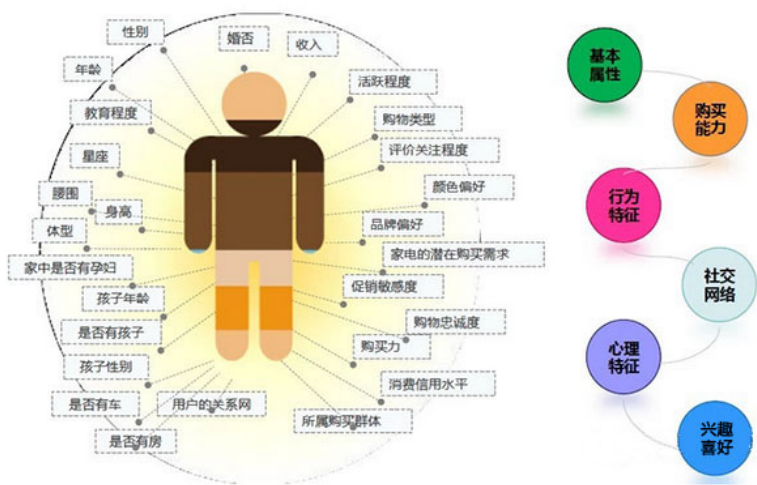 性别
婚否
收入
年龄
活跃程度
教育程度
购物类型
星座
评价关注程度
腰围
身高
颜色偏好
体型
品牌偏好
家中是否有孕妇
家电的潜在购买需求
孩子年龄
促销敏感度
是否有孩子
购物忠诚度
孩子性别
购买力
是否有车
用户的关系网
消费信用水平
是否有房
所属购买群体
基本
属性
购买
能力
行为
特征
社交
网络
心理
特征
兴趣
喜好